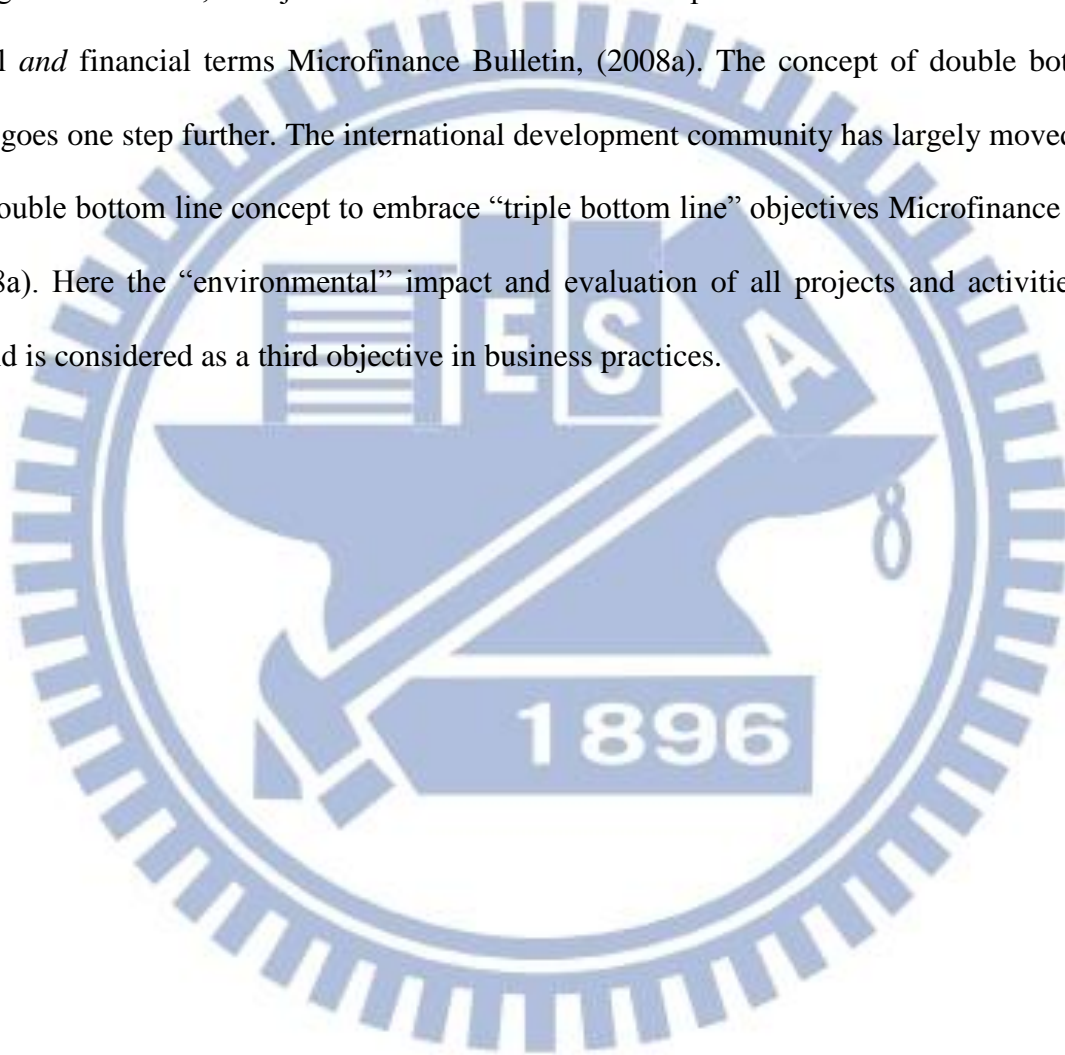 l and financial terms Microfinance Bulletin, (2008a). The concept of double bot
goes one step further. The international development community has largely moved
ouble bottom line concept to embrace “triple bottom line” objectives Microfinance
8a). Here the “environmental” impact and evaluation of all projects and activitie
d is considered as a third objective in business practices.
E S A
1896